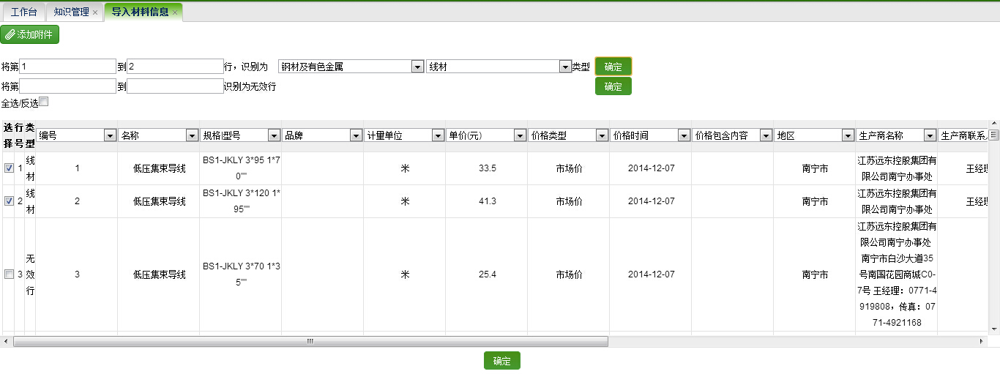 工作台 知识管理 × 导入材料信息 ×
添加附件
将第 1 到 2 行，识别为 钢材及有色金属 线材 类型 确定
将第 到 识别为无效行 确定
全选/反选
选择 行号 类型 编号 名称 规格|型号 品牌 计量单位 单价(元) 价格类型 价格时间 价格包含内容 地区 生产商名称 生产商联系
1 线材 1 低压集束导线 BS1-JKLY 3*95 1*70"" 米 33.5 市场价 2014-12-07 南宁市 江苏远东控股集团有限公司南宁办事处 王经理
2 线材 2 低压集束导线 BS1-JKLY 3*120 1*95"" 米 41.3 市场价 2014-12-07 南宁市 江苏远东控股集团有限公司南宁办事处 王经理
3 无效行 3 低压集束导线 BS1-JKLY 3*70 1*35"" 米 25.4 市场价 2014-12-07 南宁市 江苏远东控股集团有限公司南宁办事处 南宁市白沙大道35号南国花园商城C0-7号 王经理：0771-4919808，传真：0771-4921168
确定